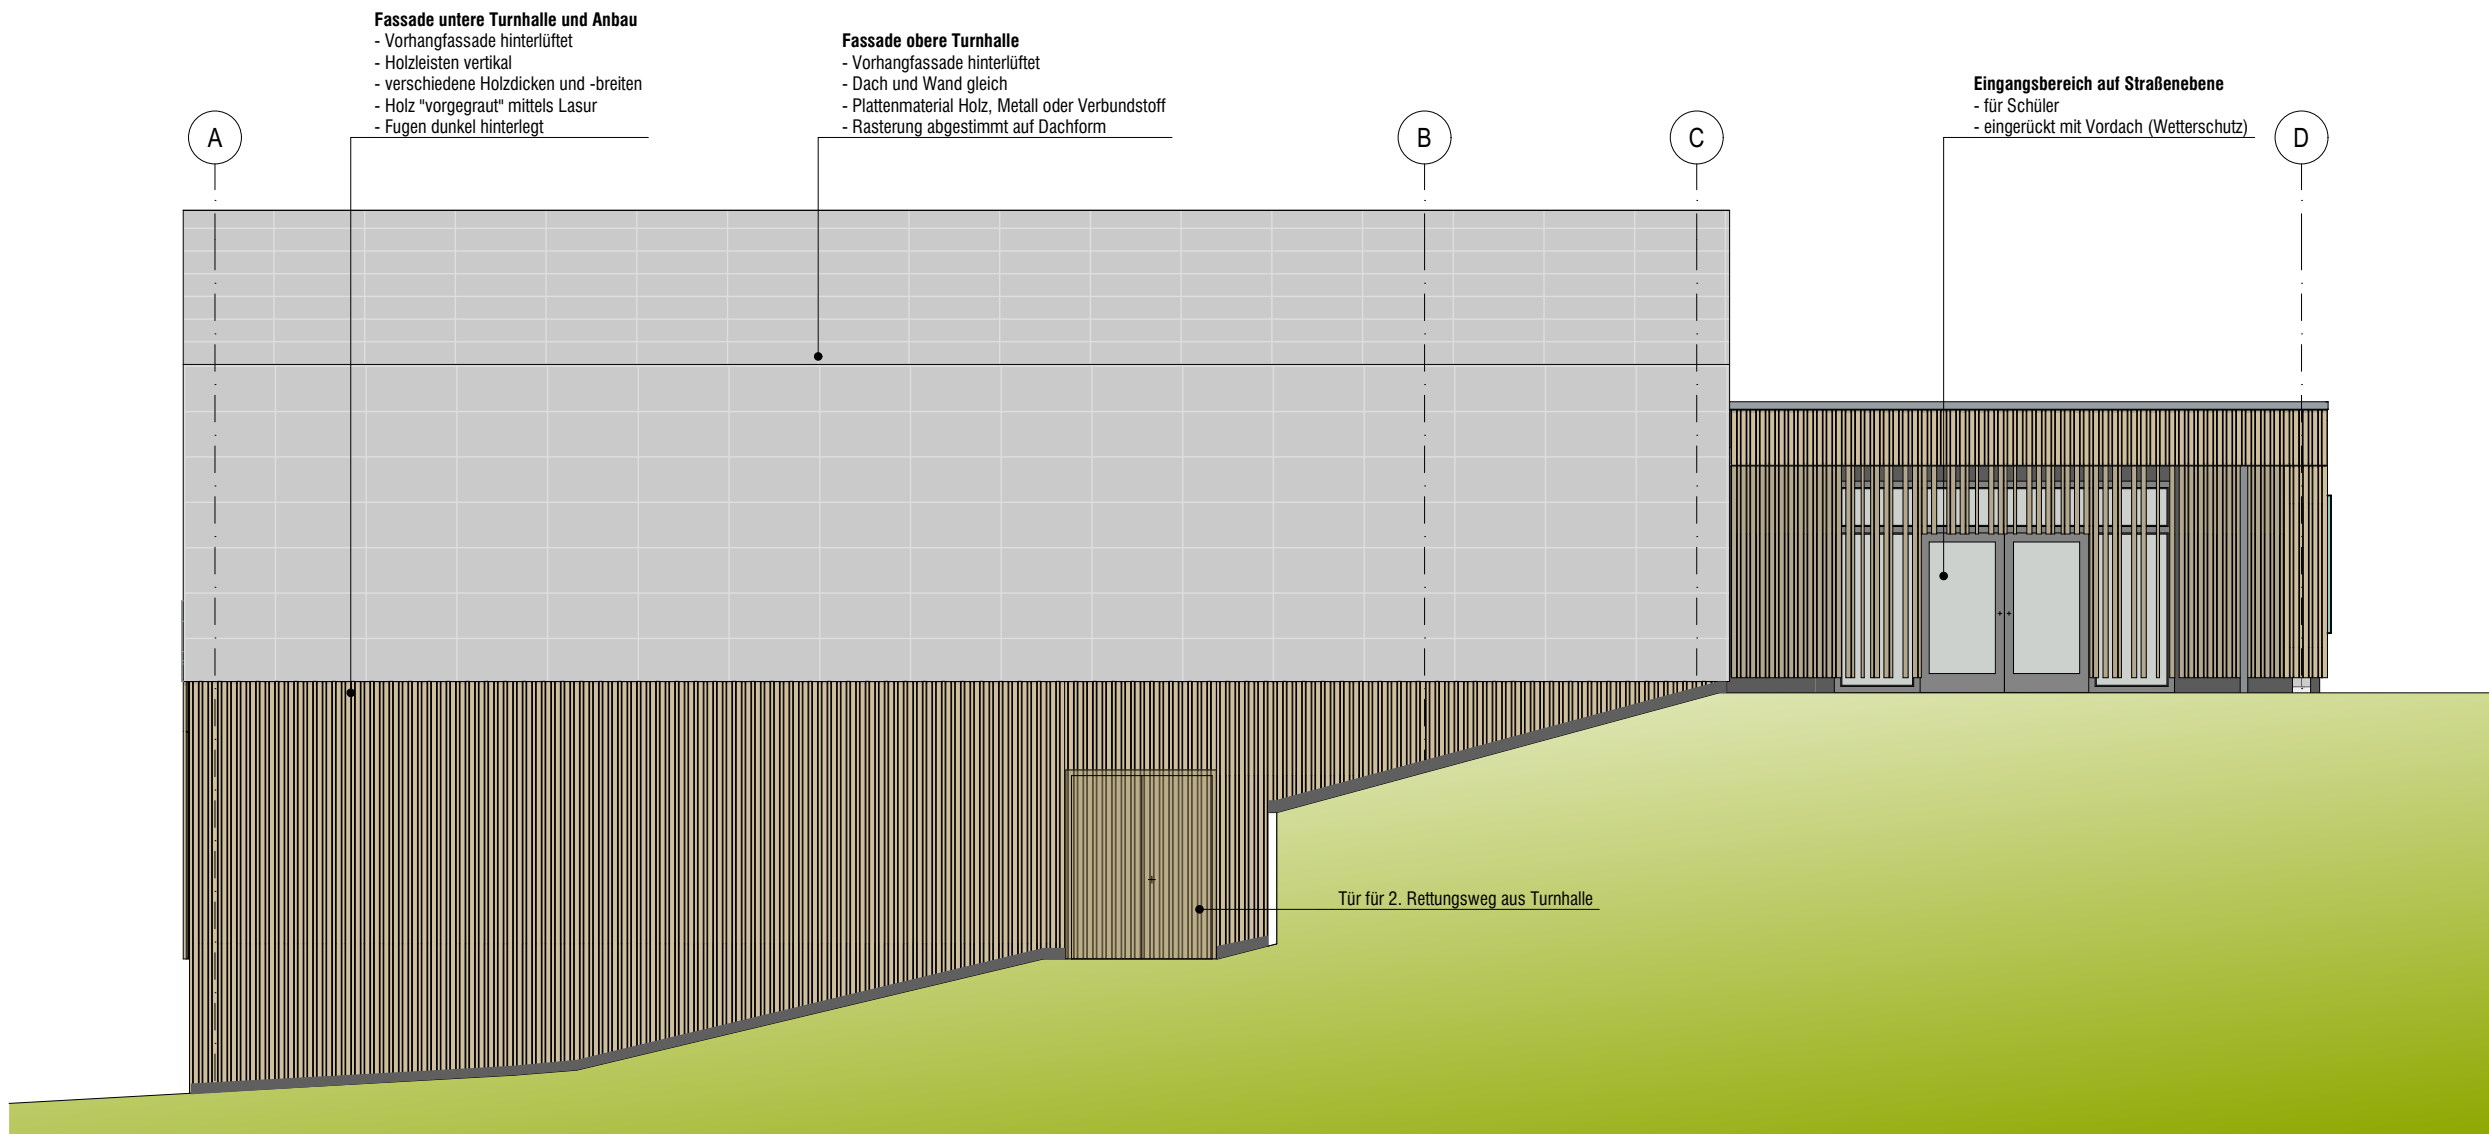 Fassade untere Turnhalle und Anbau
- Vorhangfassade hinterlüftet
- Holzleisten vertikal
- verschiedene Holzdicken und -breiten
- Holz "vorgegraut" mittels Lasur
- Fugen dunkel hinterlegt
Fassade obere Turnhalle
- Vorhangfassade hinterlüftet
- Dach und Wand gleich
- Plattenmaterial Holz, Metall oder Verbundstoff
- Rasterung abgestimmt auf Dachform
Eingangsbereich auf Straßenebene
- für Schüler
- eingerückt mit Vordach (Wetterschutz)
A
B
C
D
Tür für 2. Rettungsweg aus Turnhalle